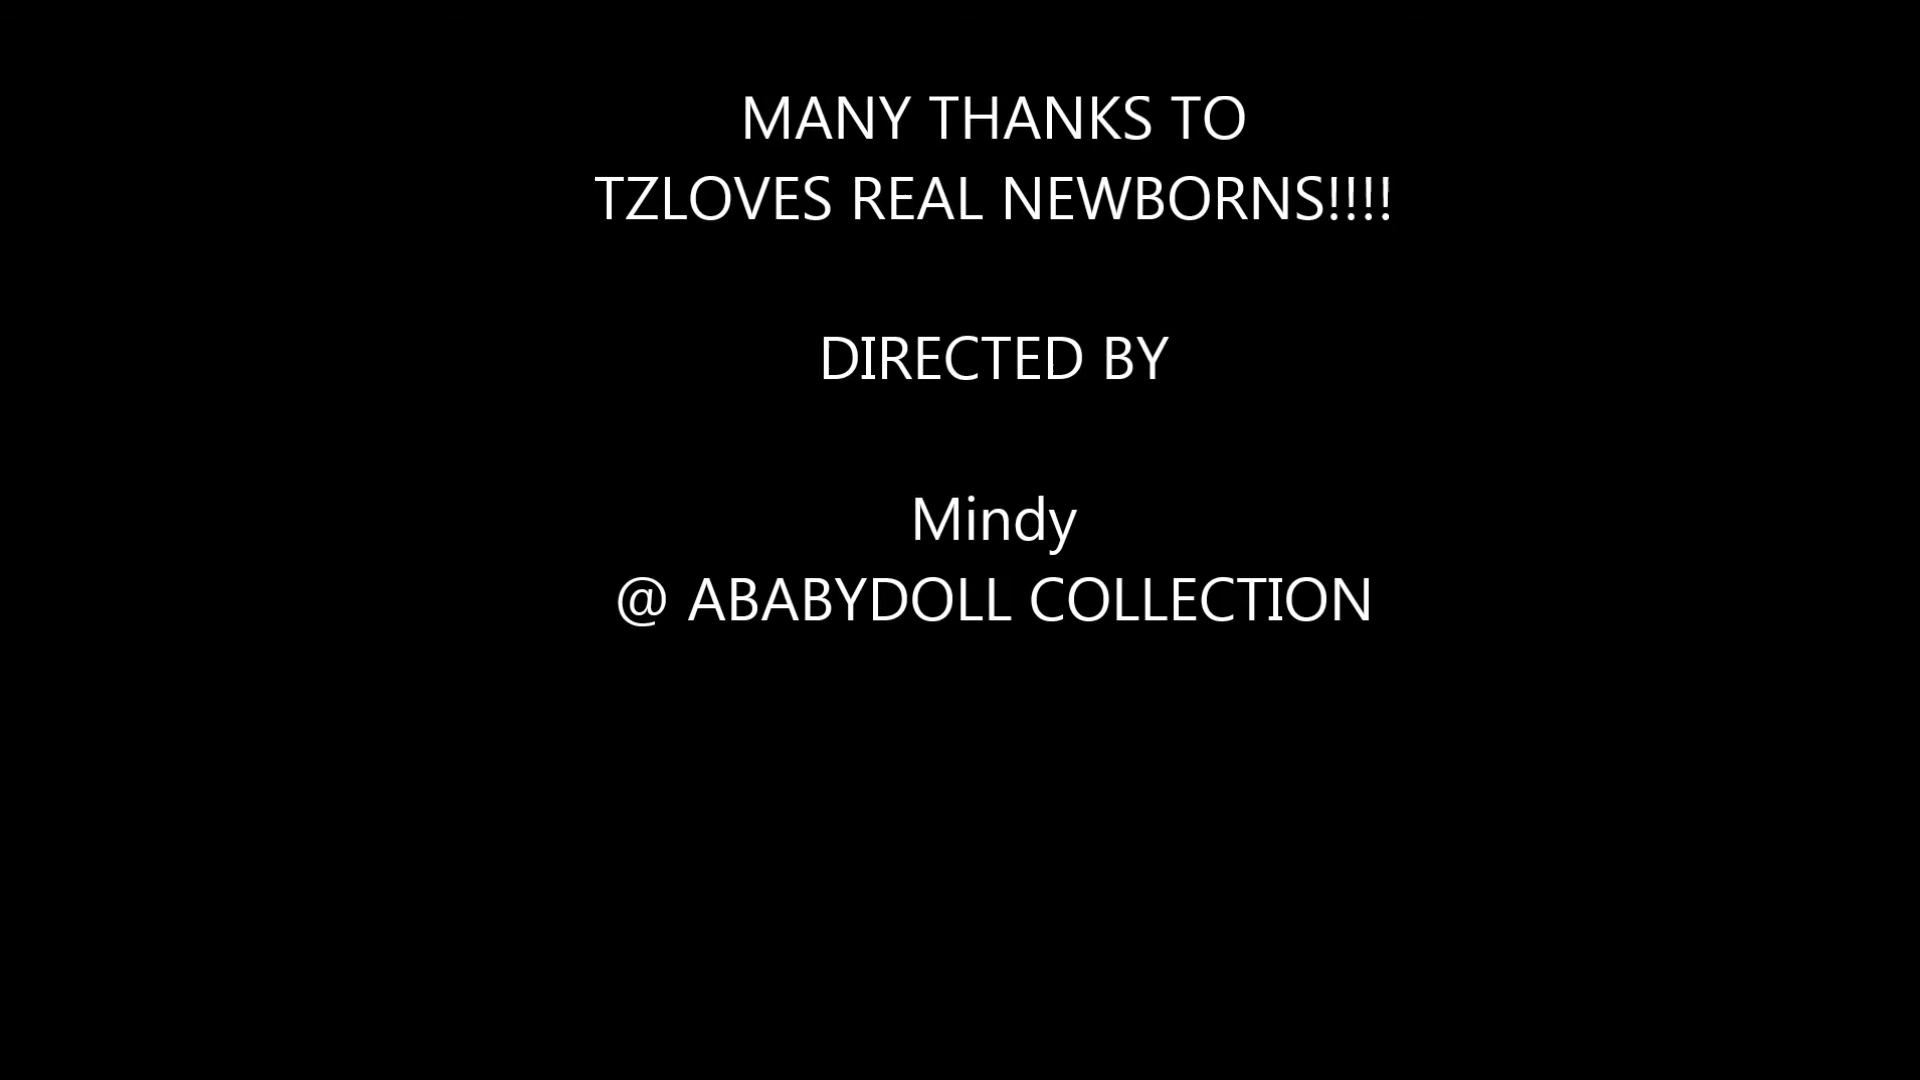 MANY THANKS TO
TZLOVES REAL NEWBORNS!!!!
DIRECTED BY
Mindy
@ ABABYDOLL COLLECTION